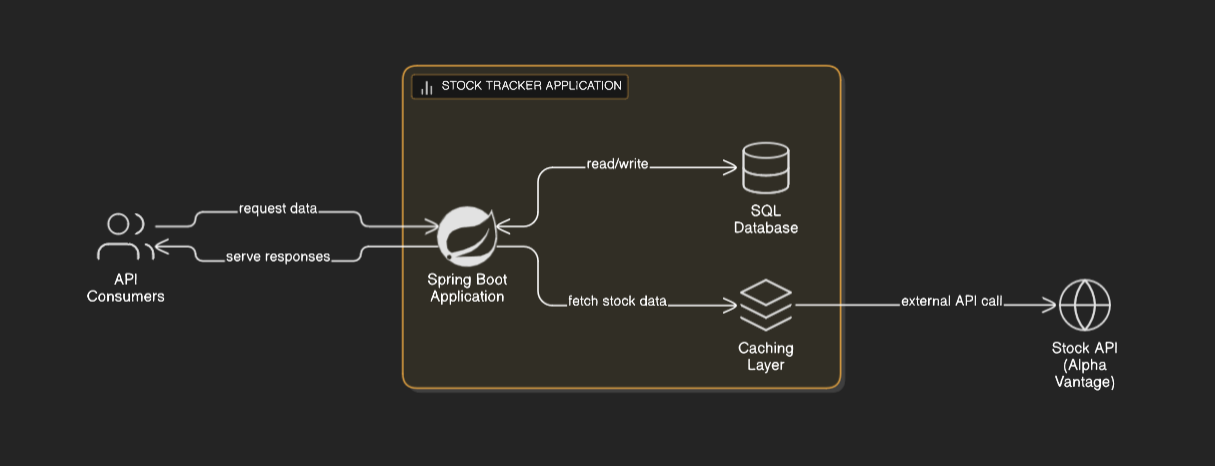 STOCK TRACKER APPLICATION
read/write
SQL
Database
request data
serve responses
API
Consumers
Spring Boot
Application
fetch stock data
Caching
Layer
external API call
Stock API
(Alpha
Vantage)